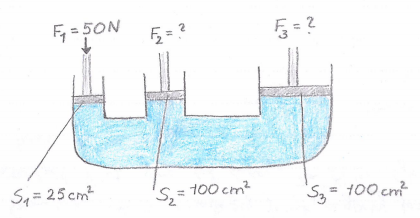 F₁ = 50N
F₂ = ?
F₃ = ?
S₁ = 25 cm²
S₂ = 100 cm²
S₃ = 100 cm²